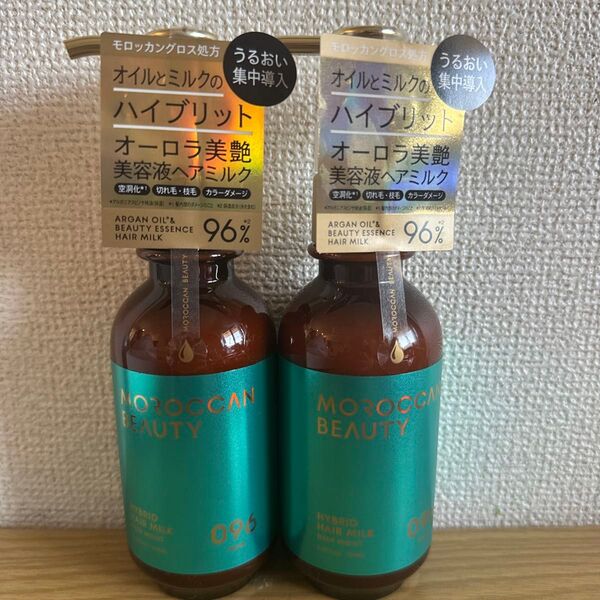 モロッカングロス処方
うるおい
集中導入
オイルとミルクの
ハイブリット
オーロラ美艶
美容液ヘアミルク
空洞化*1 切れ毛・枝毛 カラーダメージ
ARGAN OIL*&
BEAUTY ESSENCE
HAIR MILK
96%*2
MOROCCAN BEAUTY
MOROCCAN
BEAUTY
HYBRID
HAIR MILK
096
モロッカングロス処方
うるおい
集中導入
オイルとミルクの
ハイブリット
オーロラ美艶
美容液ヘアミルク
空洞化*1 切れ毛・枝毛 カラーダメージ
ARGAN OIL*&
BEAUTY ESSENCE
HAIR MILK
96%*2
MOROCCAN BEAUTY
MOROCCAN
BEAUTY
HYBRID
HAIR MILK